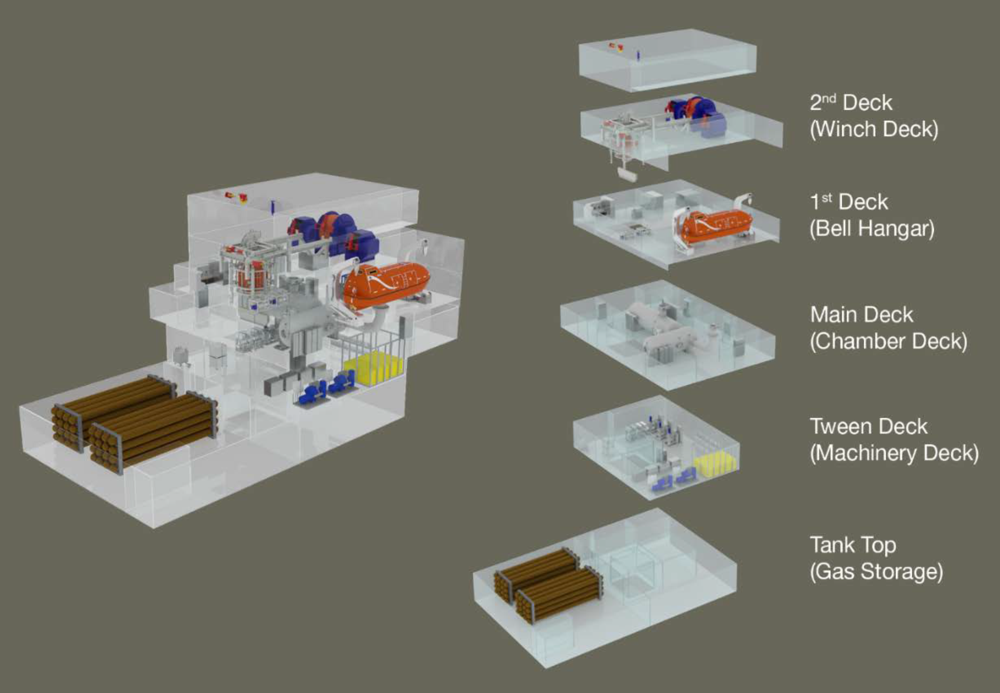 2nd Deck
(Winch Deck)
1st Deck
(Bell Hangar)
Main Deck
(Chamber Deck)
Tween Deck
(Machinery Deck)
Tank Top
(Gas Storage)